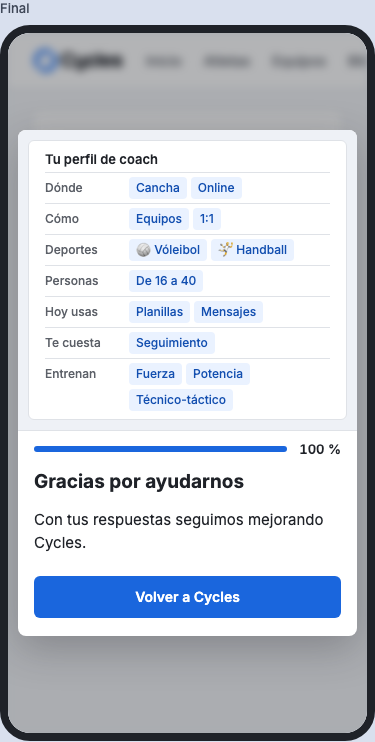 Final
Cycles
Tu perfil de coach
Dónde Cancha Online
Cómo Equipos 1:1
Deportes Vóleibol Handball
Personas De 16 a 40
Hoy usas Planillas Mensajes
Te cuesta Seguimiento
Entrenan Fuerza Potencia
Técnico-táctico
100 %
Gracias por ayudarnos
Con tus respuestas seguimos mejorando
Cycles.
Volver a Cycles